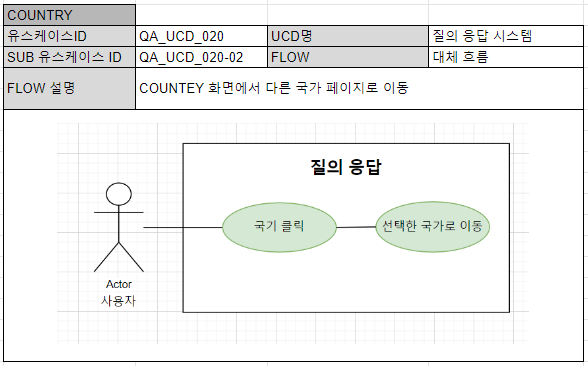 COUNTRY
유스케이스ID QA_UCD_020 UCD명 질의 응답 시스템
SUB 유스케이스 ID QA_UCD_020-02 FLOW 대체 흐름
FLOW 설명 COUNTEY 화면에서 다른 국가 페이지로 이동
질의 응답
국기 클릭 선택한 국가로 이동
Actor
사용자